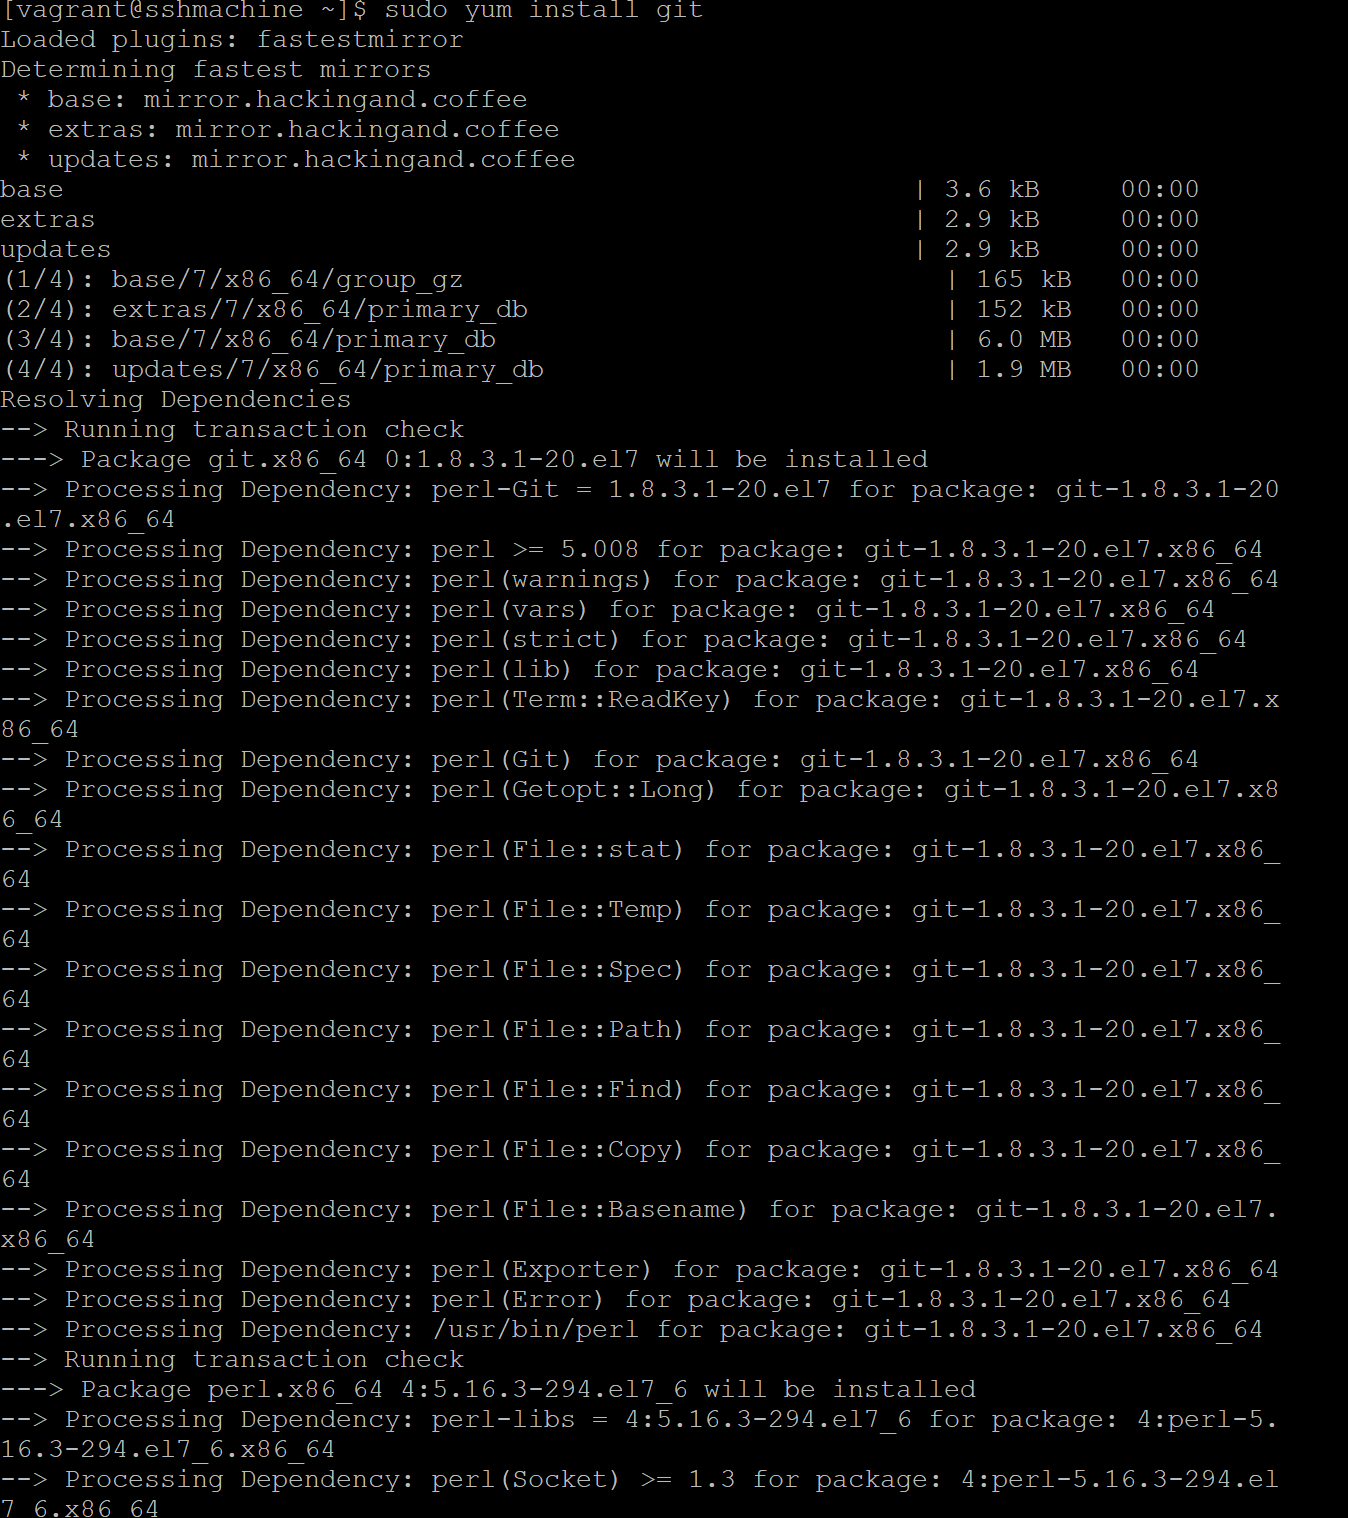 [vagrant@sshmachine ~]$ sudo yum install git
Loaded plugins: fastestmirror
Determining fastest mirrors
 * base: mirror.hackingand.coffee
 * extras: mirror.hackingand.coffee
 * updates: mirror.hackingand.coffee
base | 3.6 kB 00:00
extras | 2.9 kB 00:00
updates | 2.9 kB 00:00
(1/4): base/7/x86_64/group_gz | 165 kB 00:00
(2/4): extras/7/x86_64/primary_db | 152 kB 00:00
(3/4): base/7/x86_64/primary_db | 6.0 MB 00:00
(4/4): updates/7/x86_64/primary_db | 1.9 MB 00:00
Resolving Dependencies
--> Running transaction check
---> Package git.x86_64 0:1.8.3.1-20.el7 will be installed
--> Processing Dependency: perl-Git = 1.8.3.1-20.el7 for package: git-1.8.3.1-20
.el7.x86_64
--> Processing Dependency: perl >= 5.008 for package: git-1.8.3.1-20.el7.x86_64
--> Processing Dependency: perl(warnings) for package: git-1.8.3.1-20.el7.x86_64
--> Processing Dependency: perl(vars) for package: git-1.8.3.1-20.el7.x86_64
--> Processing Dependency: perl(strict) for package: git-1.8.3.1-20.el7.x86_64
--> Processing Dependency: perl(lib) for package: git-1.8.3.1-20.el7.x86_64
--> Processing Dependency: perl(Term::ReadKey) for package: git-1.8.3.1-20.el7.x
86_64
--> Processing Dependency: perl(Git) for package: git-1.8.3.1-20.el7.x86_64
--> Processing Dependency: perl(Getopt::Long) for package: git-1.8.3.1-20.el7.x8
6_64
--> Processing Dependency: perl(File::stat) for package: git-1.8.3.1-20.el7.x86_
64
--> Processing Dependency: perl(File::Temp) for package: git-1.8.3.1-20.el7.x86_
64
--> Processing Dependency: perl(File::Spec) for package: git-1.8.3.1-20.el7.x86_
64
--> Processing Dependency: perl(File::Path) for package: git-1.8.3.1-20.el7.x86_
64
--> Processing Dependency: perl(File::Find) for package: git-1.8.3.1-20.el7.x86_
64
--> Processing Dependency: perl(File::Copy) for package: git-1.8.3.1-20.el7.x86_
64
--> Processing Dependency: perl(File::Basename) for package: git-1.8.3.1-20.el7.
x86_64
--> Processing Dependency: perl(Exporter) for package: git-1.8.3.1-20.el7.x86_64
--> Processing Dependency: perl(Error) for package: git-1.8.3.1-20.el7.x86_64
--> Processing Dependency: /usr/bin/perl for package: git-1.8.3.1-20.el7.x86_64
--> Running transaction check
---> Package perl.x86_64 4:5.16.3-294.el7_6 will be installed
--> Processing Dependency: perl-libs = 4:5.16.3-294.el7_6 for package: 4:perl-5.
16.3-294.el7_6.x86_64
--> Processing Dependency: perl(Socket) >= 1.3 for package: 4:perl-5.16.3-294.el
7_6.x86_64